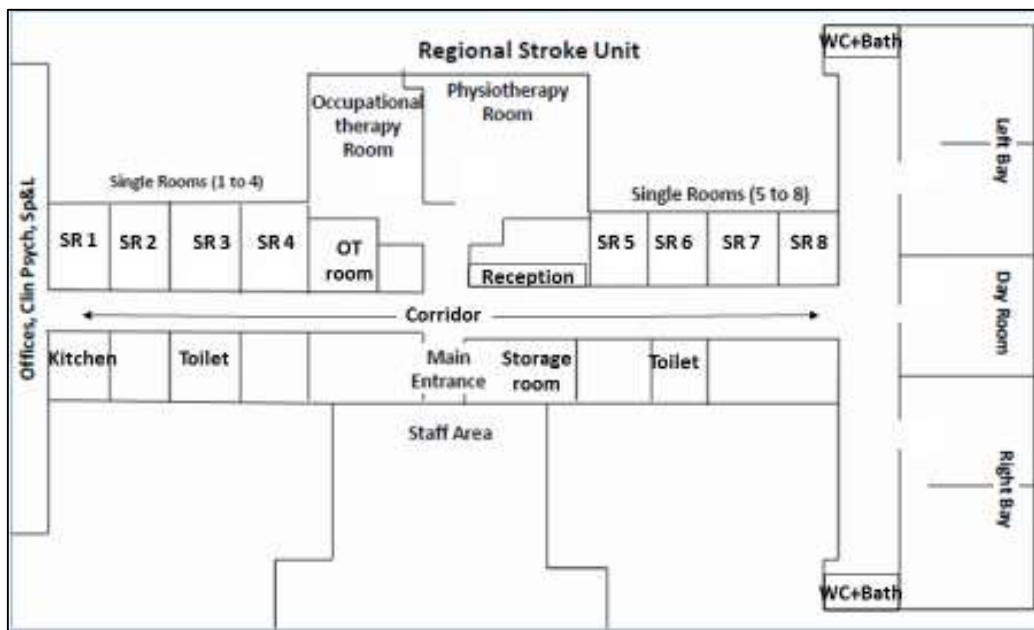 WC+Bath
Regional Stroke Unit
Physiotherapy
Room
Occupational
therapy
Room
Single Rooms (1 to 4)
Single Rooms (5 to 8)
Offices, Clin Psych, Sp&L
SR 1
SR 2
SR 3
SR 4
OT
room
Reception
SR 5
SR 6
SR 7
SR 8
Left Bay
Day Room
Right Bay
Corridor
Kitchen
Toilet
Main
Entrance
Storage
room
Toilet
Staff Area
WC+Bath